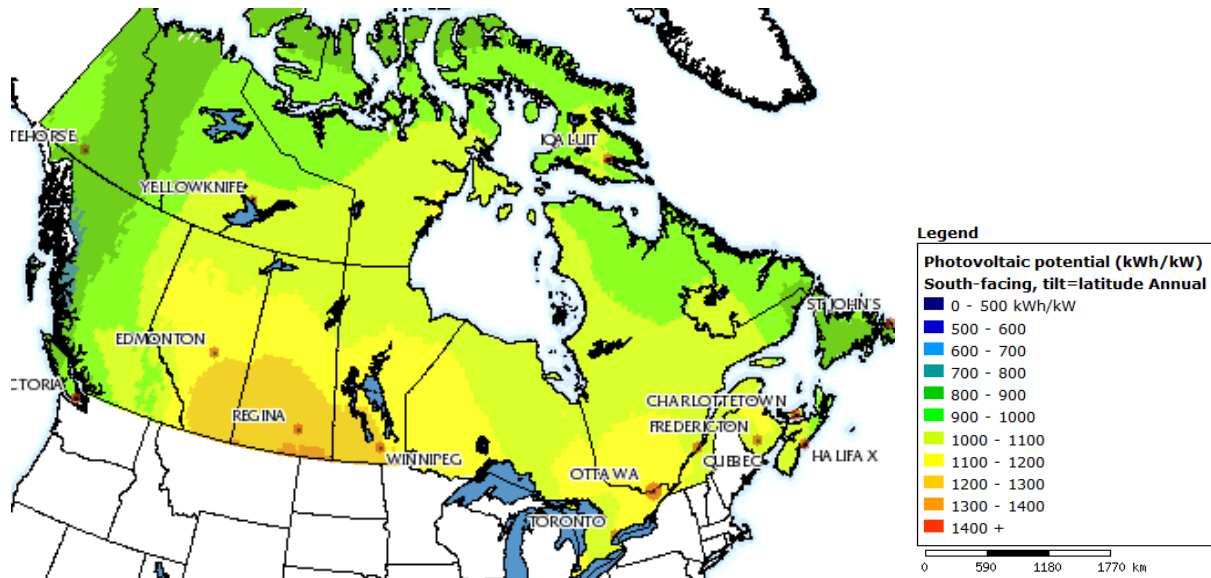 TEHORSE
IQALUIT
YELLOWKNIFE
ST JOHN'S
EDMONTON
CTORIA
CHARLOTTETOWN
REGINA
FREDERICTON
WINNIPEG
QUEBEC
HALIFAX
OTTAWA
TORONTO
Legend
Photovoltaic potential (kWh/kW)
South-facing, tilt=latitude Annual
0 - 500 kWh/kW
500 - 600
600 - 700
700 - 800
800 - 900
900 - 1000
1000 - 1100
1100 - 1200
1200 - 1300
1300 - 1400
1400 +
0 590 1180 1770 km